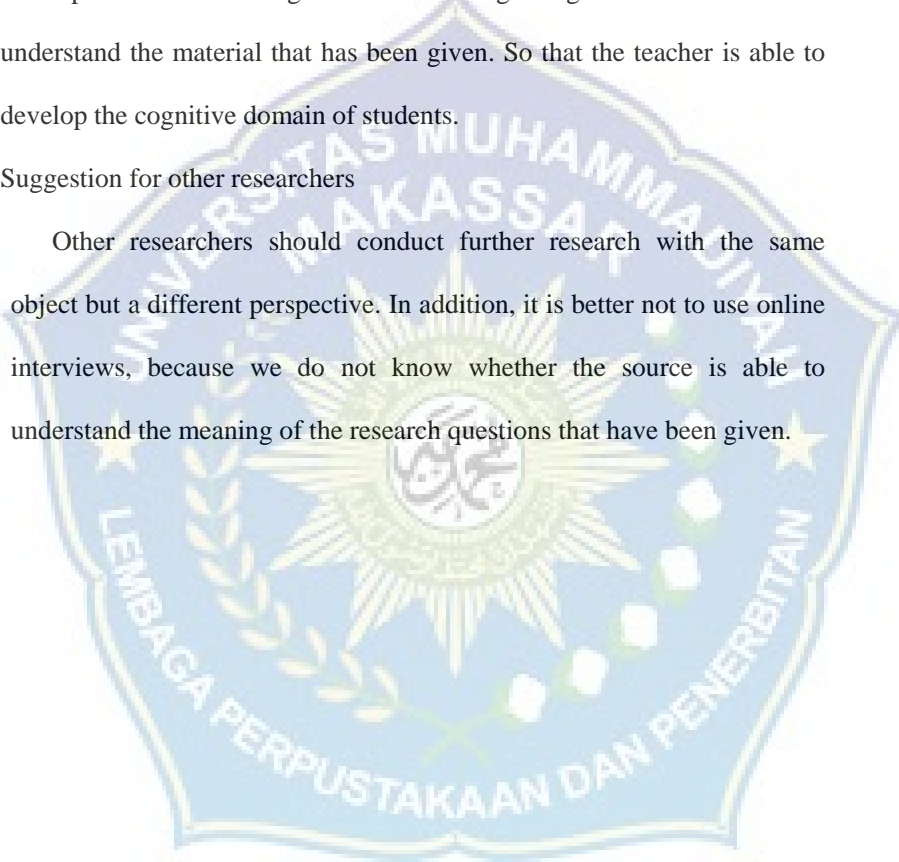 understand the material that has been given. So that the teacher is able to
develop the cognitive domain of students.
Suggestion for other researchers
Other researchers should conduct further research with the same
object but a different perspective. In addition, it is better not to use online
interviews, because we do not know whether the source is able to
understand the meaning of the research questions that have been given.
UNIVERSITAS MUHAMMADIYAH
MAKASSAR
LEMBAGA PERPUSTAKAAN DAN PENERBITAN